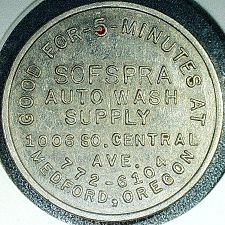 GOOD FOR -5- MINUTES AT
SOFSPRA
AUTO WASH
SUPPLY
1006 SO. CENTRAL
AVE.
772-6104
MEDFORD, OREGON